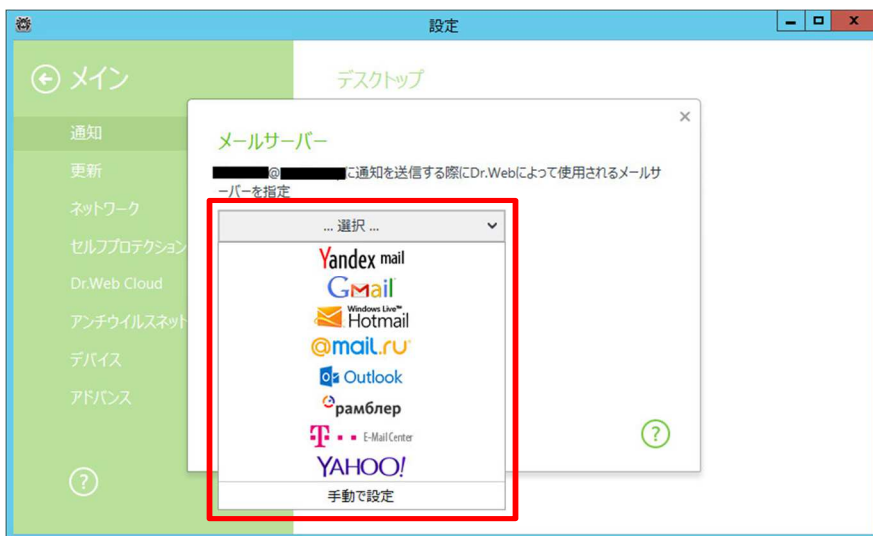 設定
メイン
デスクトップ
通知
更新
ネットワーク
セルフプロテクション
Dr.Web Cloud
アンチウイルスネット
デバイス
アドバンス
メールサーバー
@ に通知を送信する際にDr.Webによって使用されるメールサ
ーバーを指定
... 選択 ...
Yandex mail
GMail
Windows Live™
Hotmail
@mail.ru
Outlook
рамблер
T E-Mail Center
YAHOO!
手動で設定
?
?